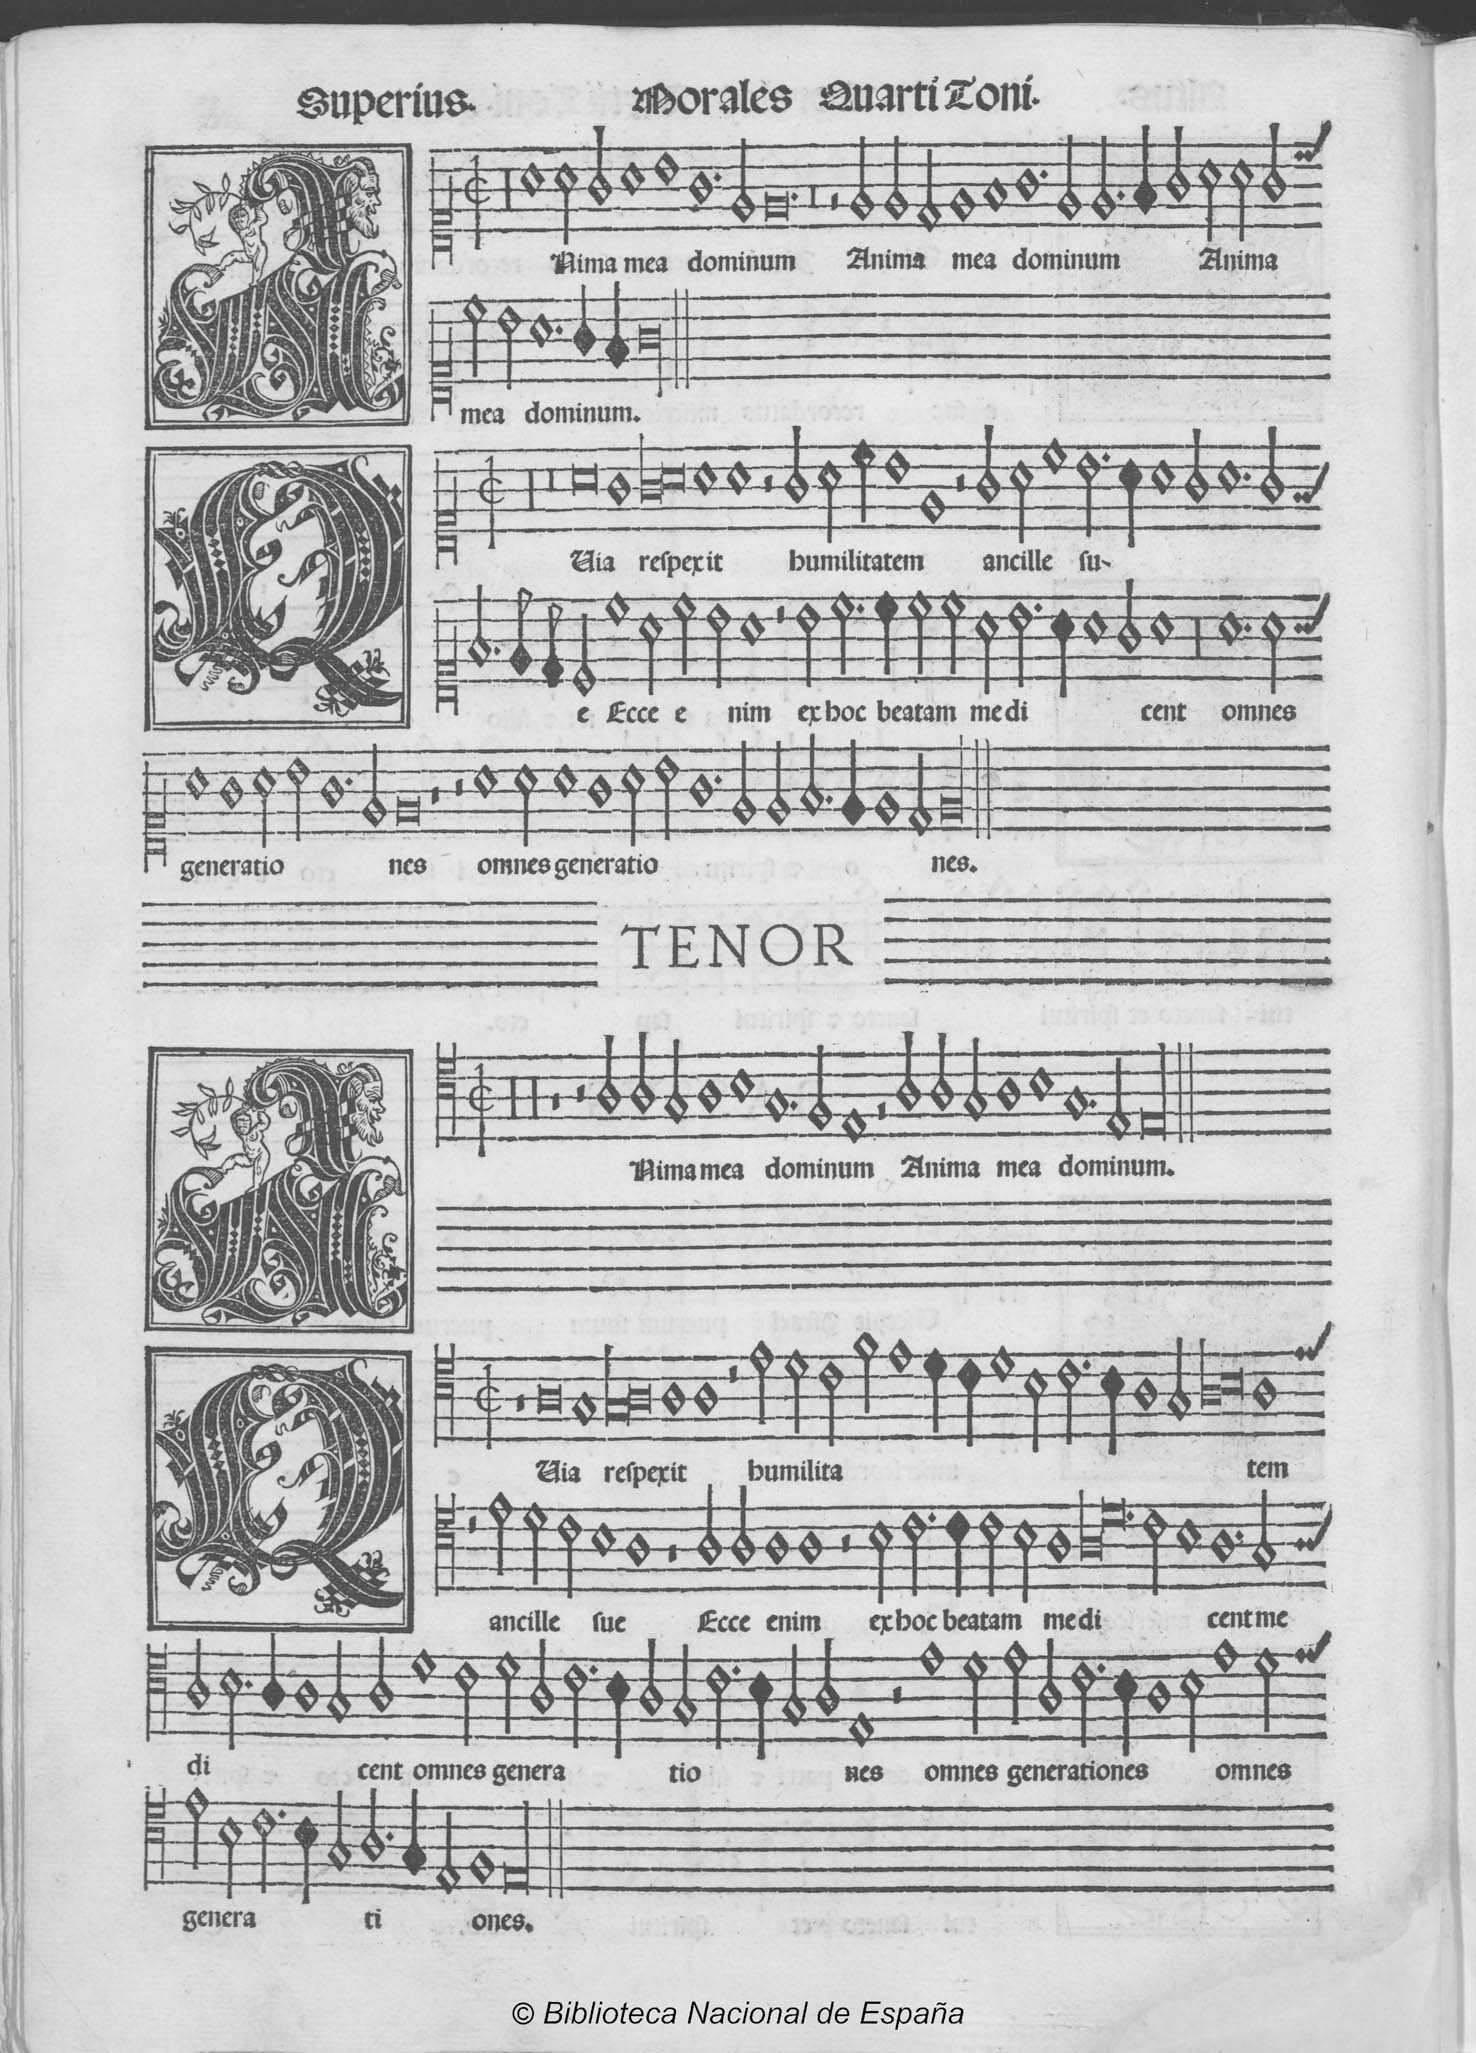 Superius. Morales Quarti Toni.
A Nima mea dominum Anima mea dominum Anima
mea dominum.
Q Uia respexit humilitatem ancille su-
e Ecce e nim ex hoc beatam me di cent omnes
generatio nes omnes generatio nes.
TENOR
A Nima mea dominum Anima mea dominum.
Q Uia respexit humilita tem
ancille sue Ecce enim ex hoc beatam me di cent me
di cent omnes genera tio nes omnes generationes omnes
genera ti ones.
© Biblioteca Nacional de España